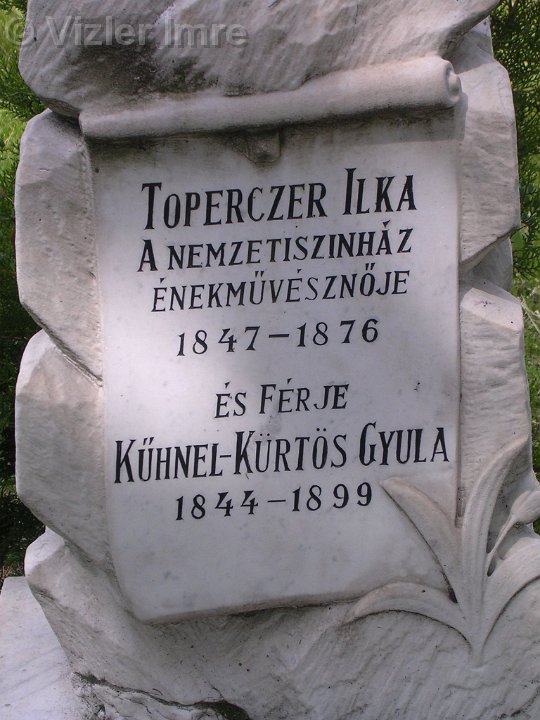 © Vizler Imre
TOPERCZER ILKA
A NEMZETISZINHÁZ
ÉNEKMŰVÉSZNŐJE
1847-1876
ÉS FÉRJE
KŰHNEL-KÜRTÖS GYULA
1844-1899